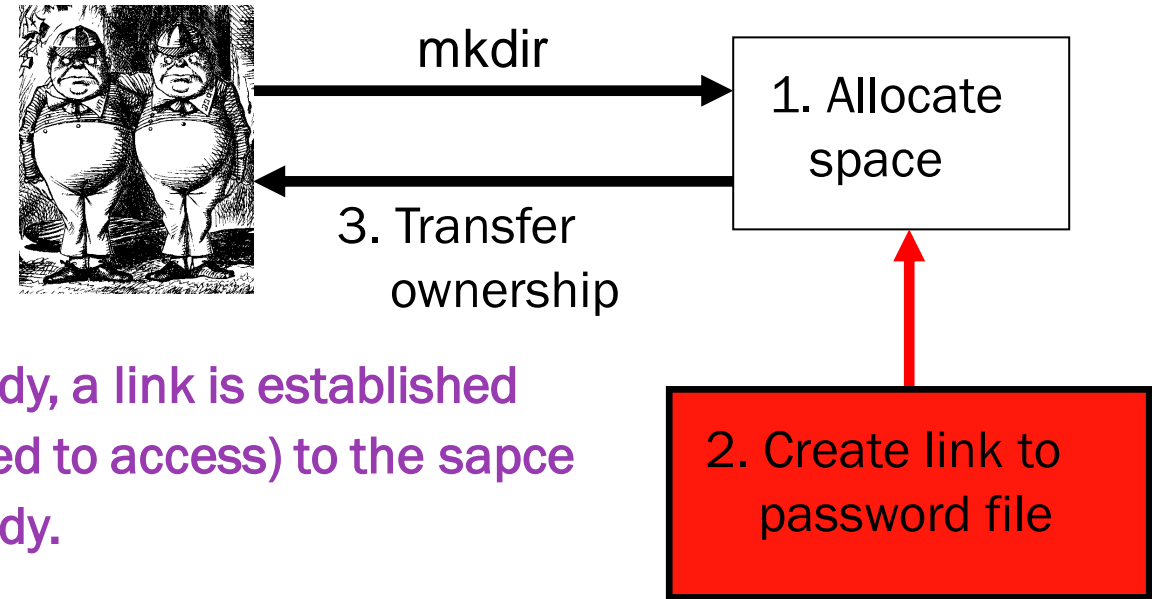 mkdir
1. Allocate
space
3. Transfer
ownership
dy, a link is established
ed to access) to the sapce
dy.
2. Create link to
password file